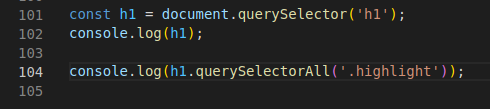 101 const h1 = document.querySelector('h1');
102 console.log(h1);
103
104 console.log(h1.querySelectorAll('.highlight'));
105